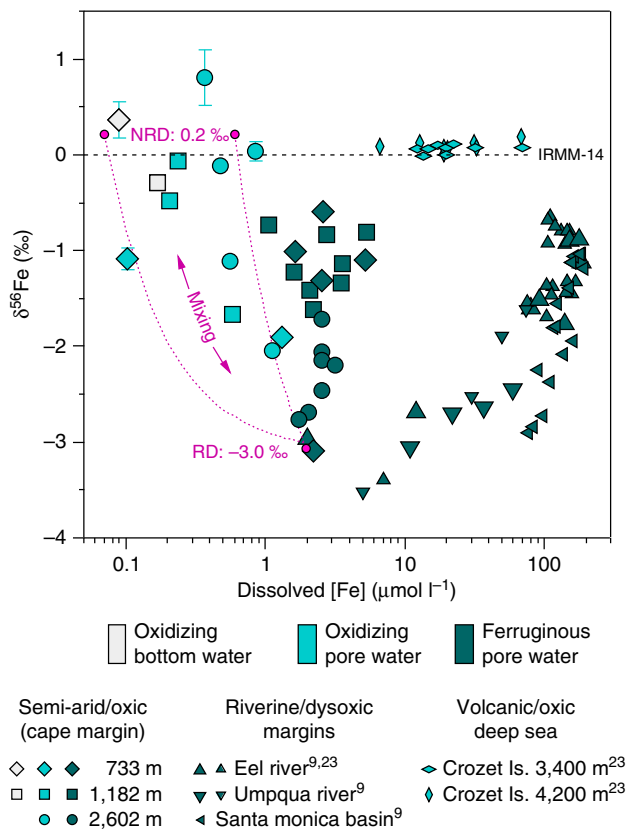 1
0
−1
−2
−3
−4
δ⁵⁶Fe (‰)
NRD: 0.2 ‰
IRMM-14
Mixing
RD: −3.0 ‰
0.1 1 10 100
Dissolved [Fe] (μmol l⁻¹)
Oxidizing bottom water
Oxidizing pore water
Ferruginous pore water
Semi-arid/oxic (cape margin)
733 m
1,182 m
2,602 m
Riverine/dysoxic margins
Eel river⁹,²³
Umpqua river⁹
Santa monica basin⁹
Volcanic/oxic deep sea
Crozet Is. 3,400 m²³
Crozet Is. 4,200 m²³